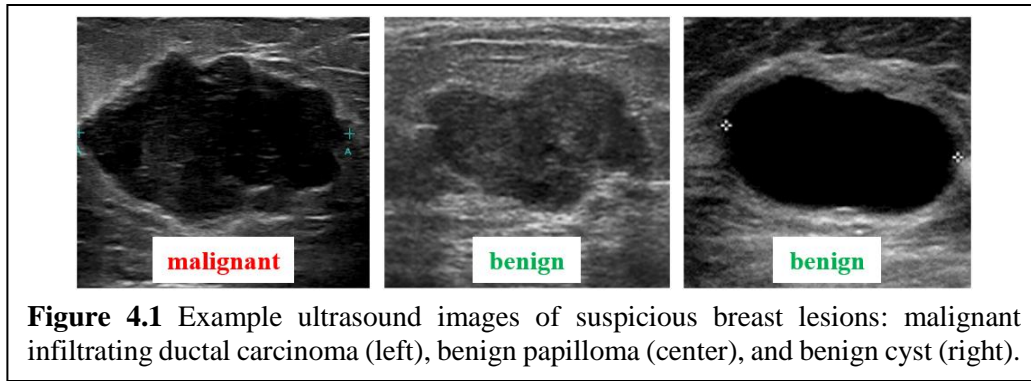 malignant
benign
benign
A
A
Figure 4.1 Example ultrasound images of suspicious breast lesions: malignant
infiltrating ductal carcinoma (left), benign papilloma (center), and benign cyst (right).